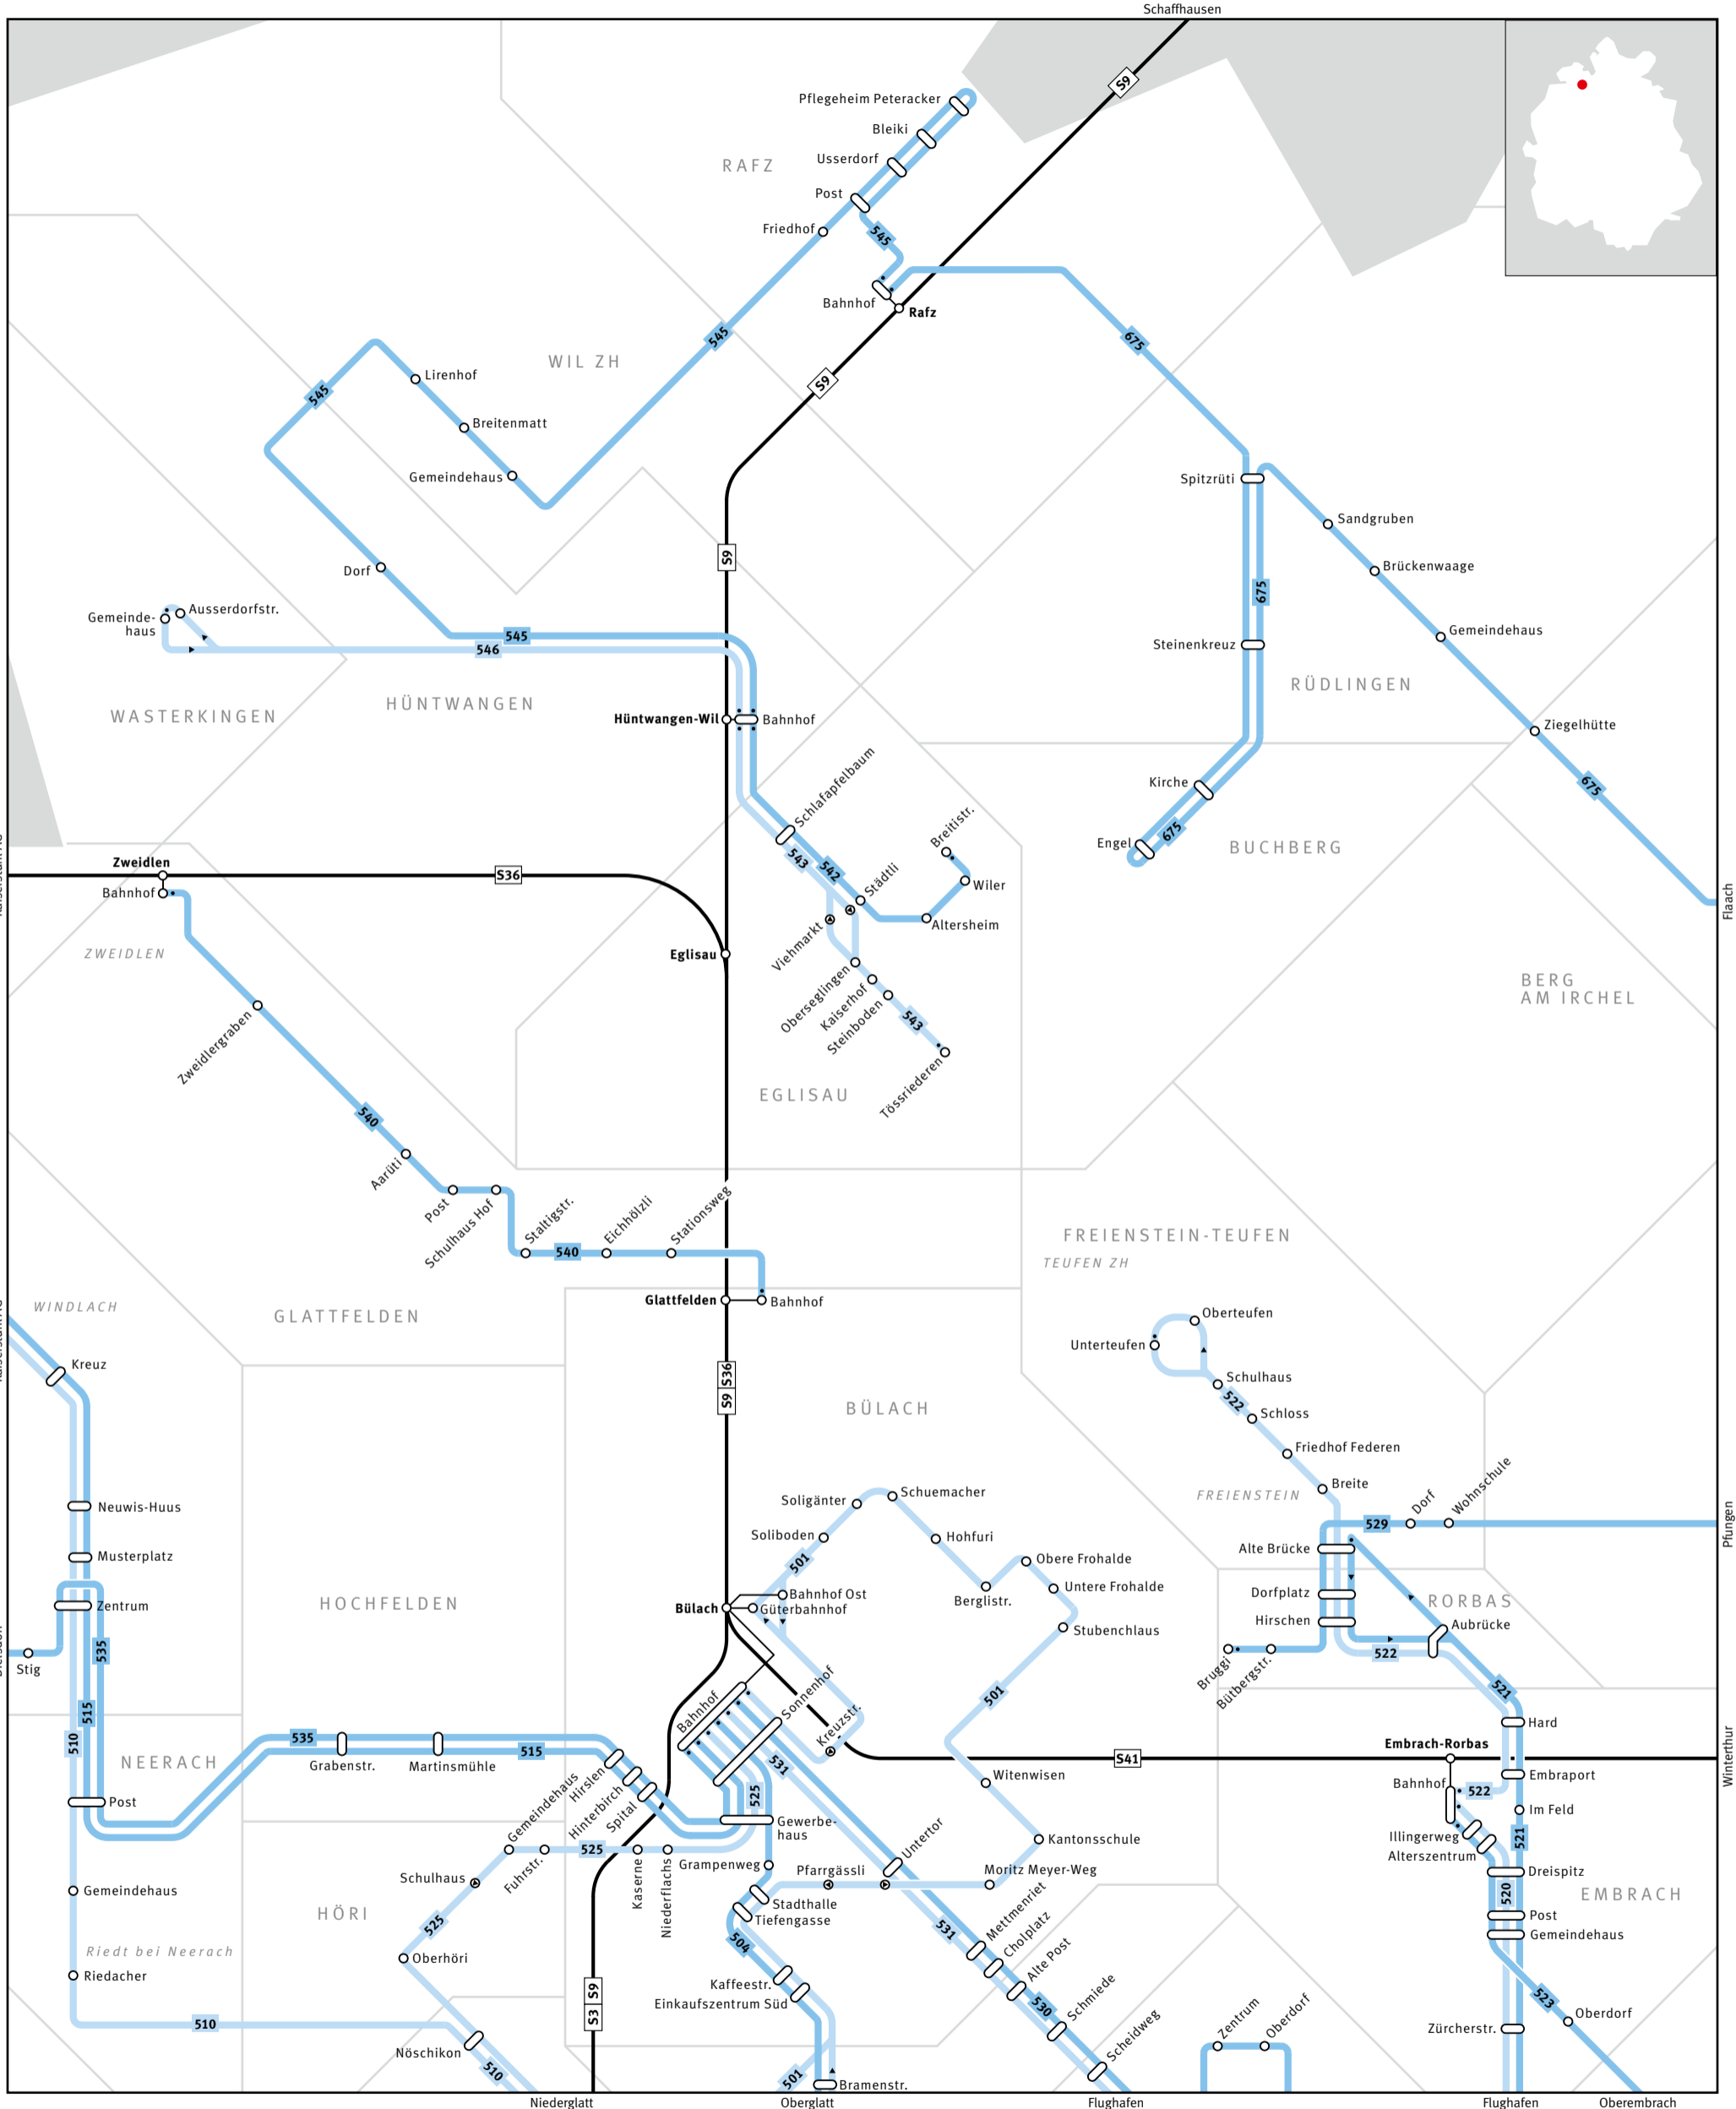 Schaffhausen
S9
Pflegeheim Peteracker
Bleiki
RAFZ
Usserdorf
Post
Friedhof
545
Bahnhof
Rafz
545
675
WIL ZH
Lirenhof
S9
545
Breitenmatt
Gemeindehaus
Spitzrüti
Sandgruben
S9
Dorf
Brückenwaage
675
Gemeinde-
haus
Ausserdorfstr.
545
546
Gemeindehaus
Steinenkreuz
RÜDLINGEN
WASTERKINGEN
HÜNTWANGEN
Hüntwangen-Wil
Bahnhof
Ziegelhütte
Schlafapfelbaum
Kirche
675
675
Engel
BUCHBERG
Breitistr.
Zweidlen
S36
543
542
Städtli
Wiler
Bahnhof
Altersheim
Flaach
Viehmarkt
ZWEIDLEN
Eglisau
Oberseglingen
Kaiserhof
Steinboden
543
BERG
AM IRCHEL
Zweidlergraben
Tössriederen
EGLISAU
540
Aarüti
Post
Schulhaus Hof
Staltigstr.
Eichhölzli
Stationsweg
540
FREIENSTEIN-TEUFEN
TEUFEN ZH
WINDLACH
GLATTFELDEN
Glattfelden
Bahnhof
Oberteufen
Unterteufen
Kreuz
S9 S36
Schulhaus
522
BÜLACH
Schloss
Friedhof Federen
Breite
Neuwis-Huus
Soligänter
Schuemacher
FREIENSTEIN
Dorf
Wohnschule
529
Pfungen
Soliboden
Hohfuri
Musterplatz
501
Obere Frohalde
Alte Brücke
Untere Frohalde
Berglistr.
Bahnhof Ost
Güterbahnhof
Dorfplatz
RORBAS
Zentrum
HOCHFELDEN
Bülach
Hirschen
Aubrücke
Stubenchlaus
535
Stig
522
Bruggi
Bütbergstr.
521
501
515
510
535
515
Bahnhof
Sonnenhof
Kreuzstr.
Hard
NEERACH
Grabenstr.
Martinsmühle
S41
Embrach-Rorbas
Winterthur
531
525
Witenwisen
Embraport
Bahnhof
522
Post
Gemeindehaus
Hirslen
Hinterbirch
Spital
Gewerbe-
haus
Im Feld
521
Illingerweg
Alterszentrum
Untertor
Kantonsschule
525
Fuhrstr.
Kaserne
Niederflachs
Grampenweg
Pfarrgässli
Moritz Meyer-Weg
Dreispitz
Schulhaus
Gemeindehaus
Stadthalle
Tiefengasse
520
EMBRACH
HÖRI
525
504
531
Mettmenriet
Cholplatz
Alte Post
Post
Gemeindehaus
Riedt bei Neerach
Oberhöri
Riedacher
Kaffeestr.
Einkaufszentrum Süd
530
Schmiede
523
S3 S9
Oberdorf
Zentrum
Oberdorf
Zürcherstr.
510
Nöschikon
510
Scheidweg
501
Bramenstr.
Niederglatt
Oberglatt
Flughafen
Flughafen
Oberembrach